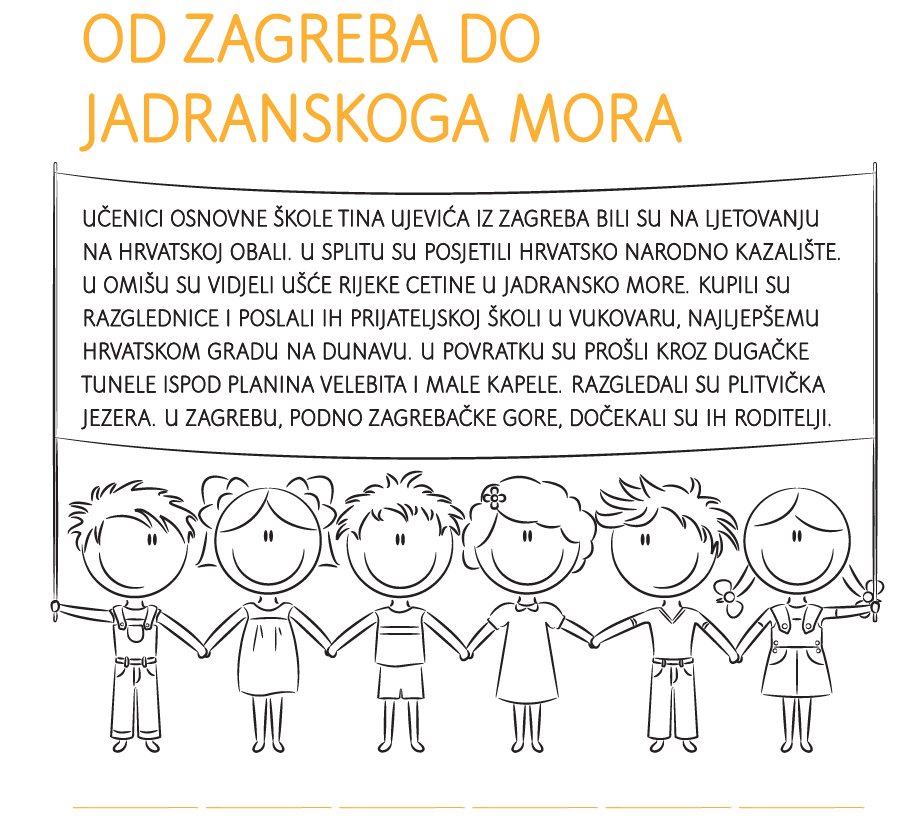 OD ZAGREBA DO
JADRANSKOGA MORA
UČENICI OSNOVNE ŠKOLE TINA UJEVIĆA IZ ZAGREBA BILI SU NA LJETOVANJU
NA HRVATSKOJ OBALI. U SPLITU SU POSJETILI HRVATSKO NARODNO KAZALIŠTE.
U OMIŠU SU VIDJELI UŠĆE RIJEKE CETINE U JADRANSKO MORE. KUPILI SU
RAZGLEDNICE I POSLALI IH PRIJATELJSKOJ ŠKOLI U VUKOVARU, NAJLJEPŠEMU
HRVATSKOM GRADU NA DUNAVU. U POVRATKU SU PROŠLI KROZ DUGAČKE
TUNELE ISPOD PLANINA VELEBITA I MALE KAPELE. RAZGLEDALI SU PLITVIČKA
JEZERA. U ZAGREBU, PODNO ZAGREBAČKE GORE, DOČEKALI SU IH RODITELJI.